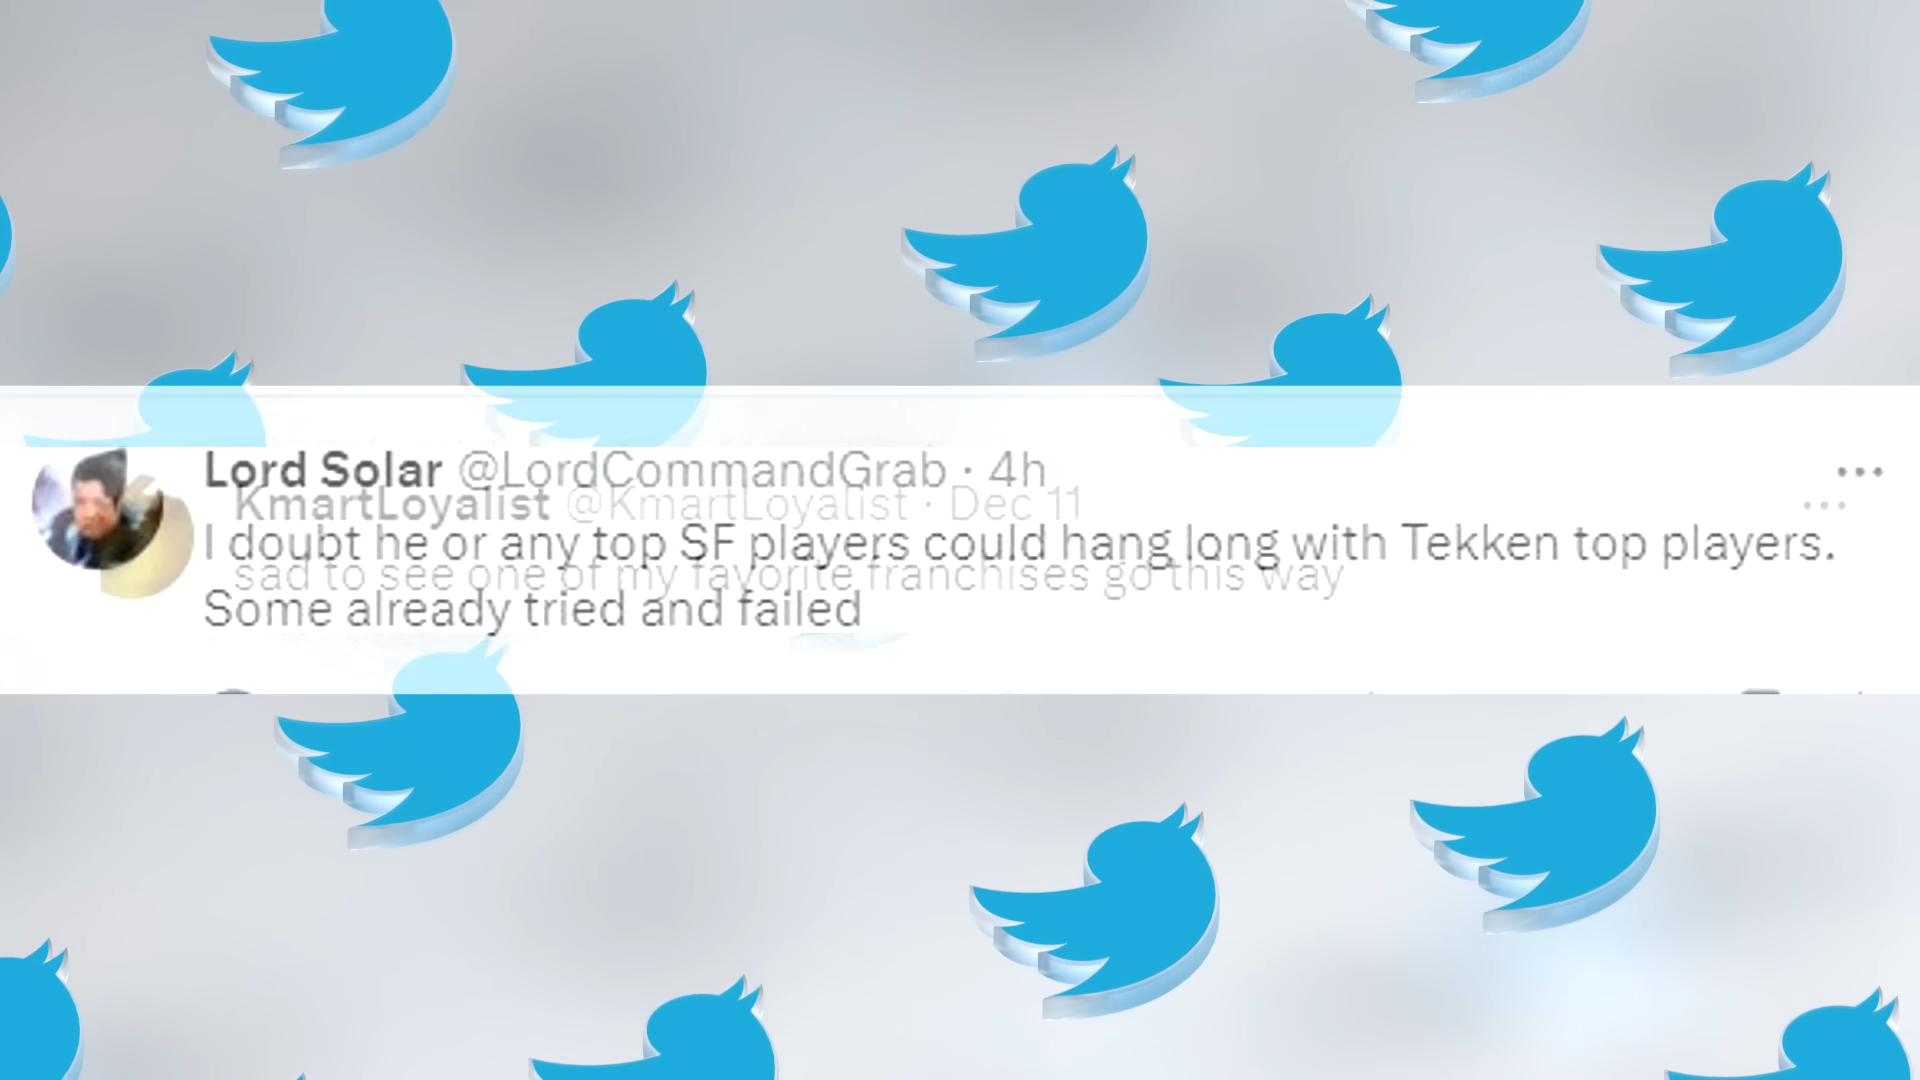 Lord Solar @LordCommandGrab · 4h
KmartLoyalist @KmartLoyalist · Dec 11
I doubt he or any top SF players could hang long with Tekken top players.
sad to see one of my favorite franchises go this way
Some already tried and failed